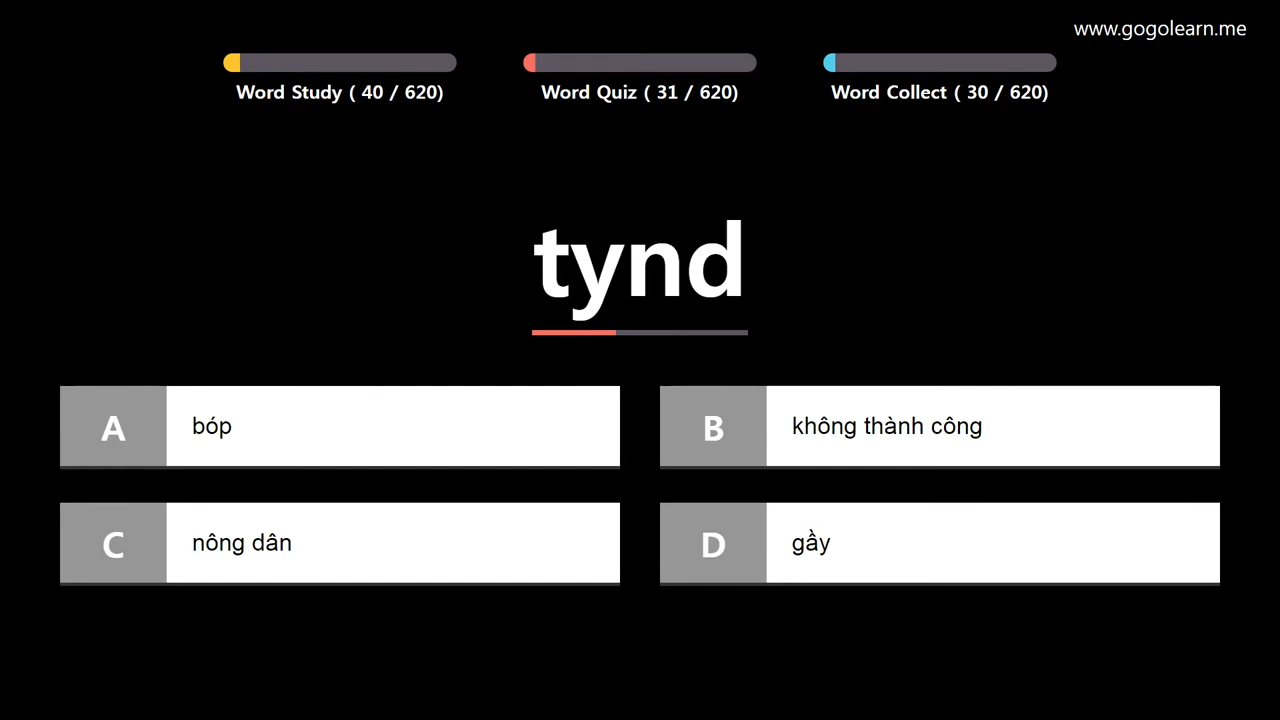 www.gogolearn.me
Word Study ( 40 / 620)
Word Quiz ( 31 / 620)
Word Collect ( 30 / 620)
tynd
A bóp
B không thành công
C nông dân
D gầy